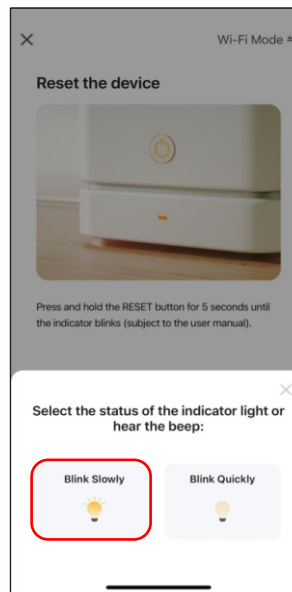 Wi-Fi Mode
Reset the device
Press and hold the RESET button for 5 seconds until
the indicator blinks (subject to the user manual).
Select the status of the indicator light or
hear the beep:
Blink Slowly
Blink Quickly